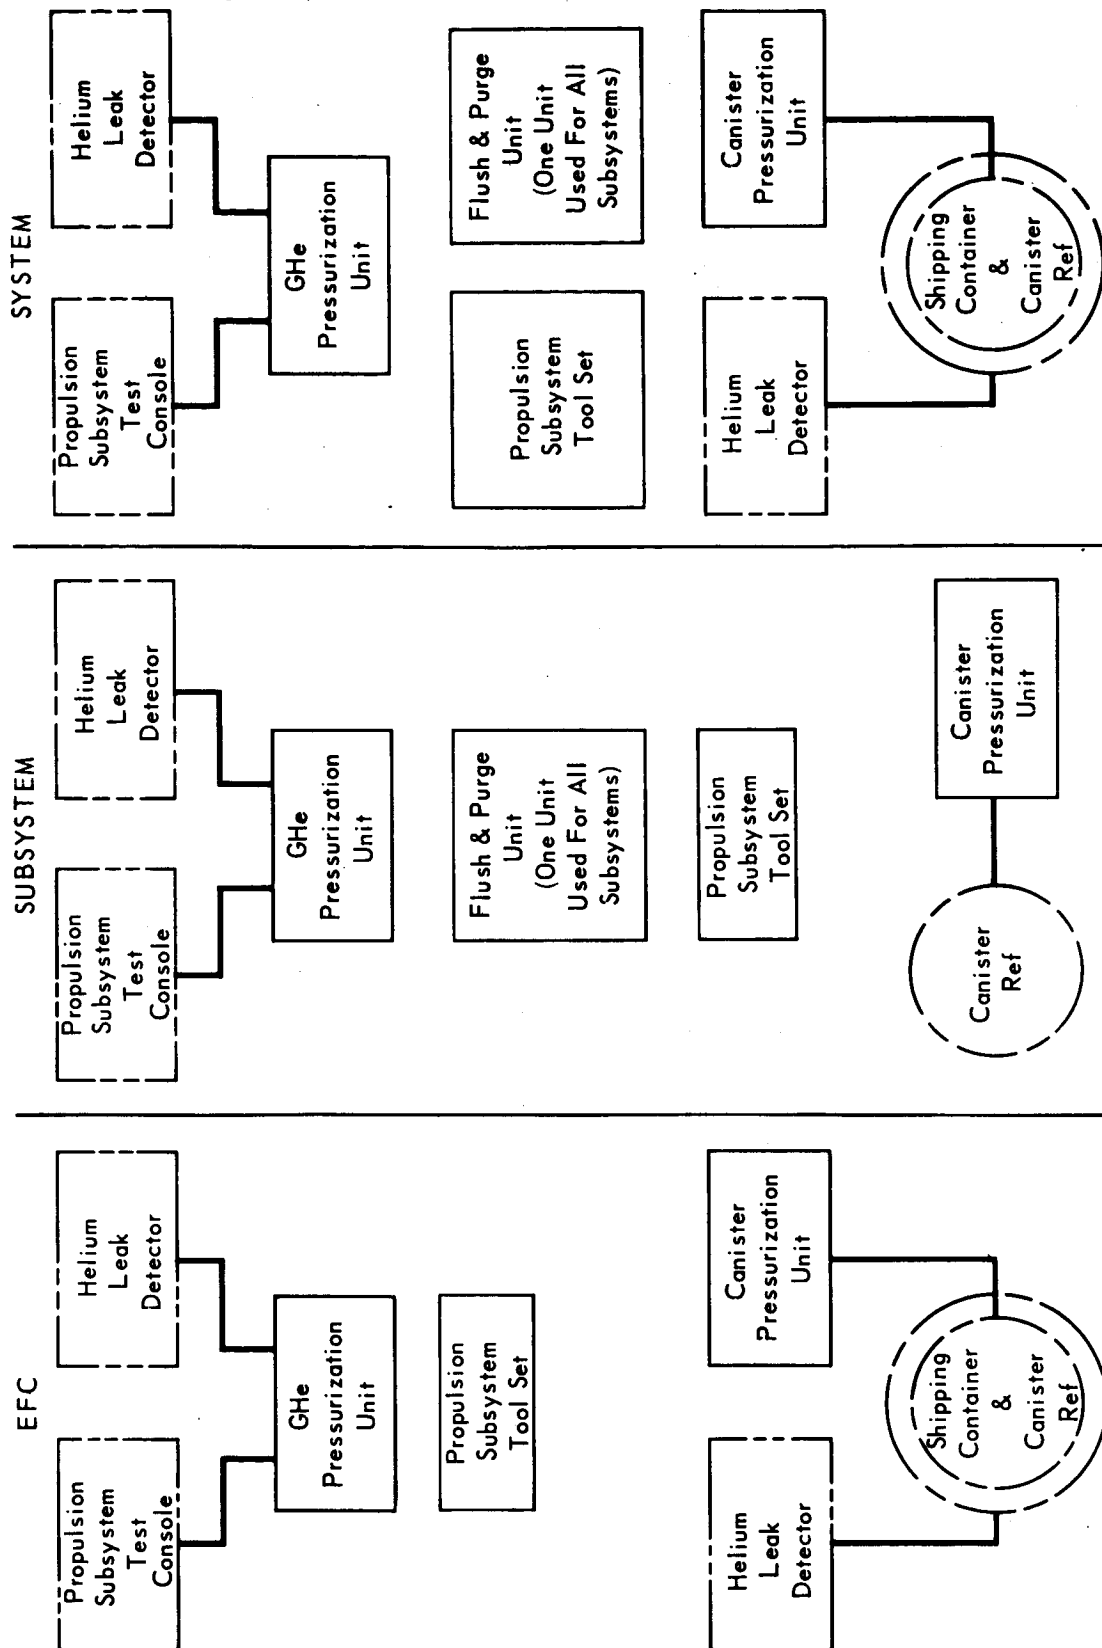 EFC
Propulsion
Subsystem
Test
Console
Helium
Leak
Detector
GHe
Pressurization
Unit
Propulsion
Subsystem
Tool Set
Helium
Leak
Detector
Canister
Pressurization
Unit
Shipping
Container
&
Canister
Ref
SUBSYSTEM
Propulsion
Subsystem
Test
Console
Helium
Leak
Detector
GHe
Pressurization
Unit
Flush & Purge
Unit
(One Unit
Used For All
Subsystems)
Propulsion
Subsystem
Tool Set
Canister
Ref
Canister
Pressurization
Unit
SYSTEM
Propulsion
Subsystem
Test
Console
Helium
Leak
Detector
GHe
Pressurization
Unit
Propulsion
Subsystem
Tool Set
Flush & Purge
Unit
(One Unit
Used For All
Subsystems)
Helium
Leak
Detector
Canister
Pressurization
Unit
Shipping
Container
&
Canister
Ref